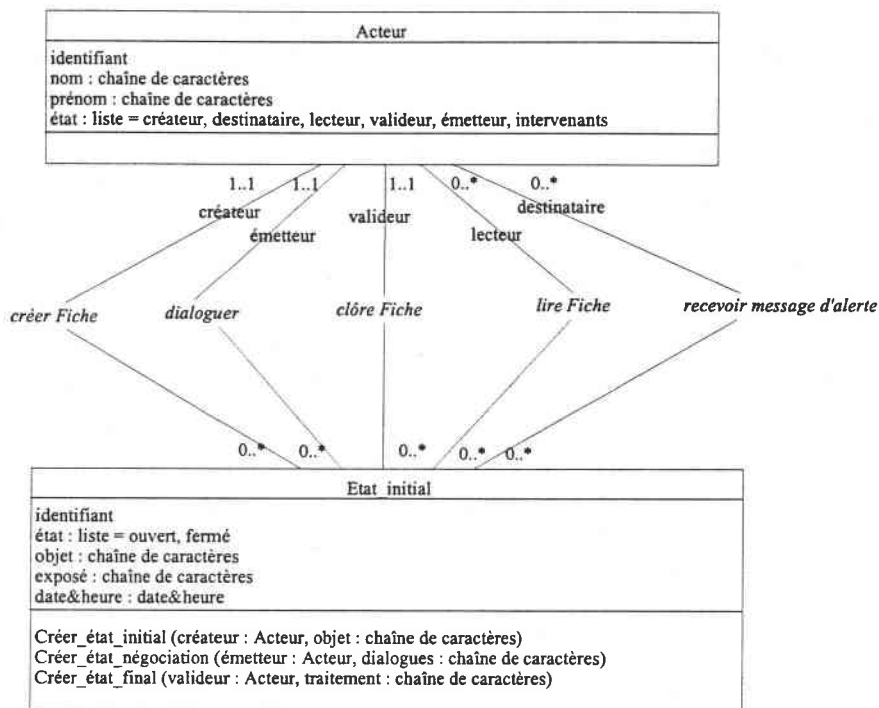 Acteur
identifiant
nom : chaîne de caractères
prénom : chaîne de caractères
état : liste = créateur, destinataire, lecteur, valideur, émetteur, intervenants
1..1 1..1 1..1 0..* 0..*
créateur valideur destinataire
émetteur lecteur
créer Fiche dialoguer clôre Fiche lire Fiche recevoir message d'alerte
0..* 0..* 0..* 0..* 0..*
Etat_initial
identifiant
état : liste = ouvert, fermé
objet : chaîne de caractères
exposé : chaîne de caractères
date&heure : date&heure
Créer_état_initial (créateur : Acteur, objet : chaîne de caractères)
Créer_état_négociation (émetteur : Acteur, dialogues : chaîne de caractères)
Créer_état_final (valideur : Acteur, traitement : chaîne de caractères)